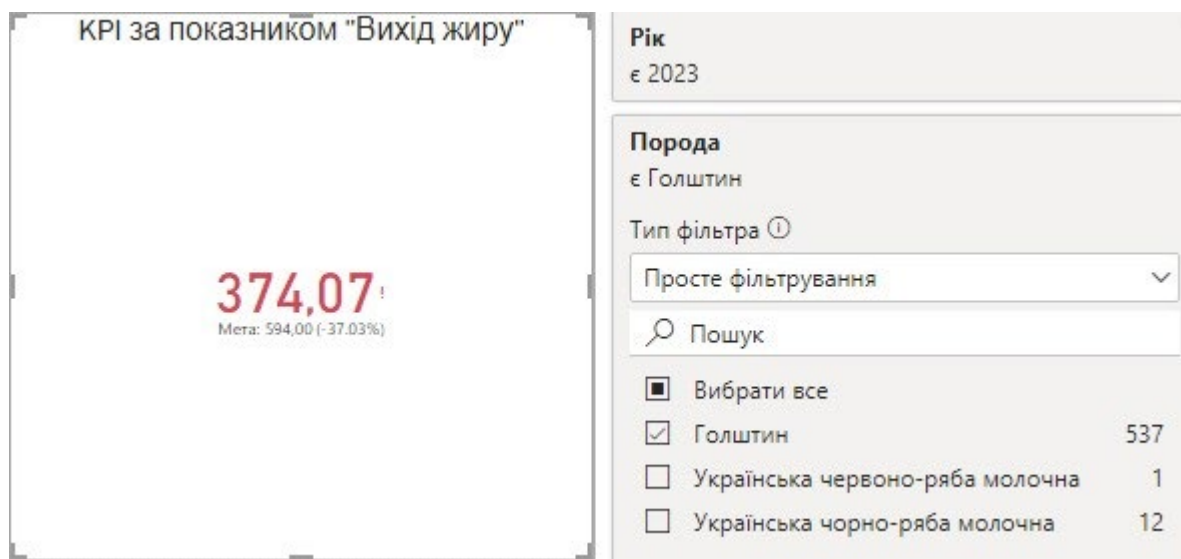 KPI за показником "Вихід жиру"
374,07!
Мета: 594,00 (-37.03%)
Рік
є 2023
Порода
є Голштин
Тип фільтра
Просте фільтрування
Пошук
Вибрати все
Голштин 537
Українська червоно-ряба молочна 1
Українська чорно-ряба молочна 12